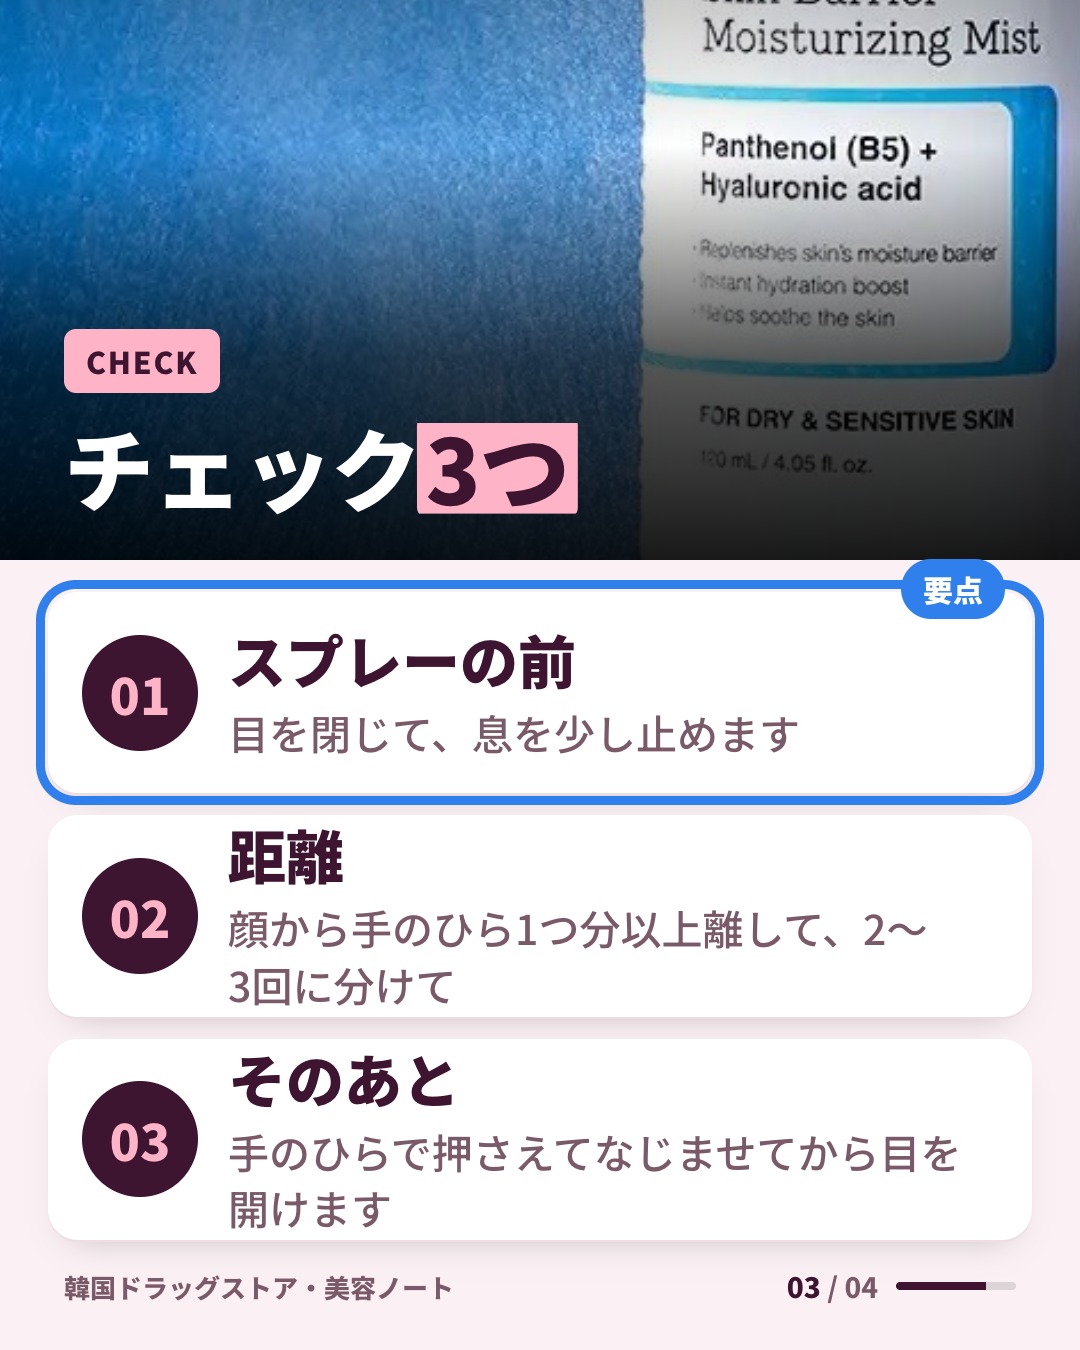 Skin Barrier
Moisturizing Mist
Panthenol (B5) +
Hyaluronic acid
· Replenishes skin's moisture barrier
· Instant hydration boost
· Helps soothe the skin
FOR DRY & SENSITIVE SKIN
120 mL / 4.05 fl. oz.
CHECK
チェック3つ
要点
01
スプレーの前
目を閉じて、息を少し止めます
02
距離
顔から手のひら1つ分以上離して、2〜
3回に分けて
03
そのあと
手のひらで押さえてなじませてから目を
開けます
韓国ドラッグストア・美容ノート
03 / 04